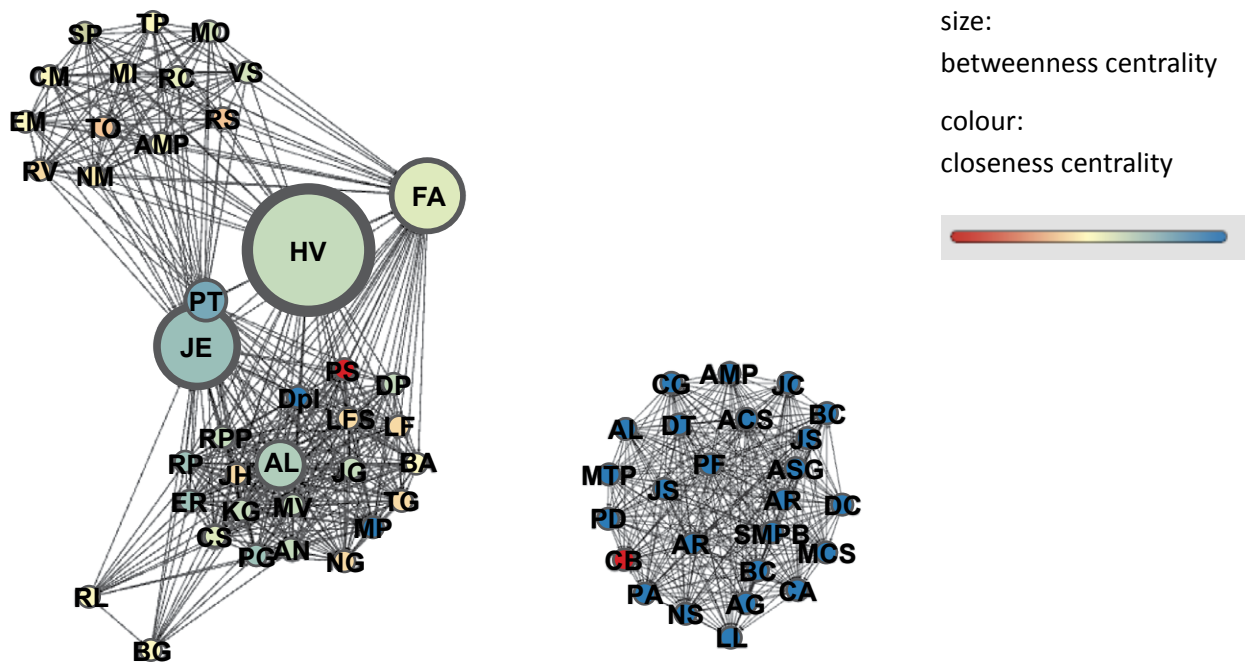 size:
betweenness centrality
colour:
closeness centrality
TP
SP
MO
CM
MI
RC
VS
EM
TO
RS
AMP
RV
NM
FA
HV
PT
JE
PS
Dpl
DP
LFS
LF
RPP
RP
AL
JH
JG
BA
ER
KG
MV
TG
CS
MP
PG
AN
NG
RL
BG
AMP
CG
JC
BC
AL
DT
ACS
JS
MTP
PF
ASG
JS
AR
DC
PD
AR
SMPB
MCS
CB
BC
PA
CA
NS
AG
LL